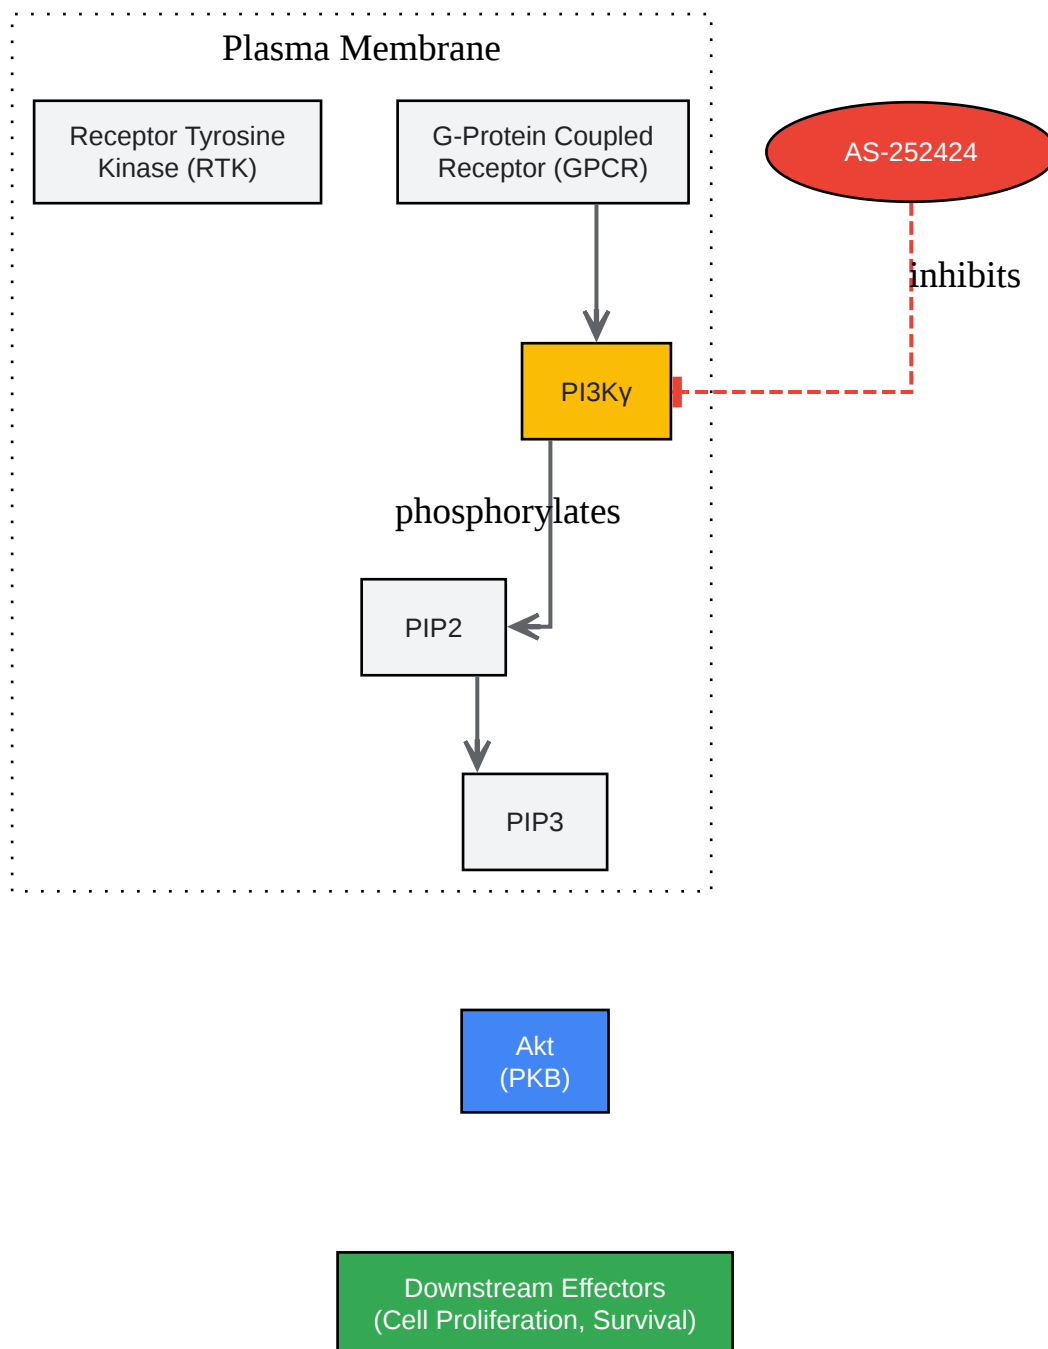 Plasma Membrane
Receptor Tyrosine
Kinase (RTK)
G-Protein Coupled
Receptor (GPCR)
AS-252424
inhibits
PI3Kγ
phosphorylates
PIP2
PIP3
Akt
(PKB)
Downstream Effectors
(Cell Proliferation, Survival)